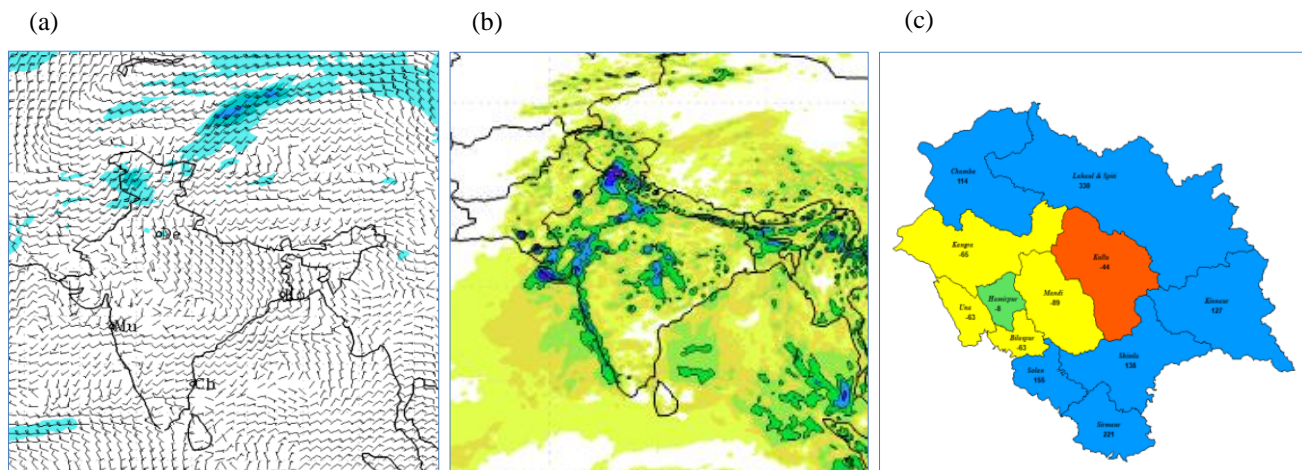 (a)
(b)
(c)
De
Mu
Ch
Chamba
114
Lahaul & Spiti
330
Kangra
-65
Kullu
-44
Mandi
-89
Hamirpur
-8
Una
-63
Bilaspur
-63
Kinnaur
127
Shimla
138
Solan
155
Sirmaur
221